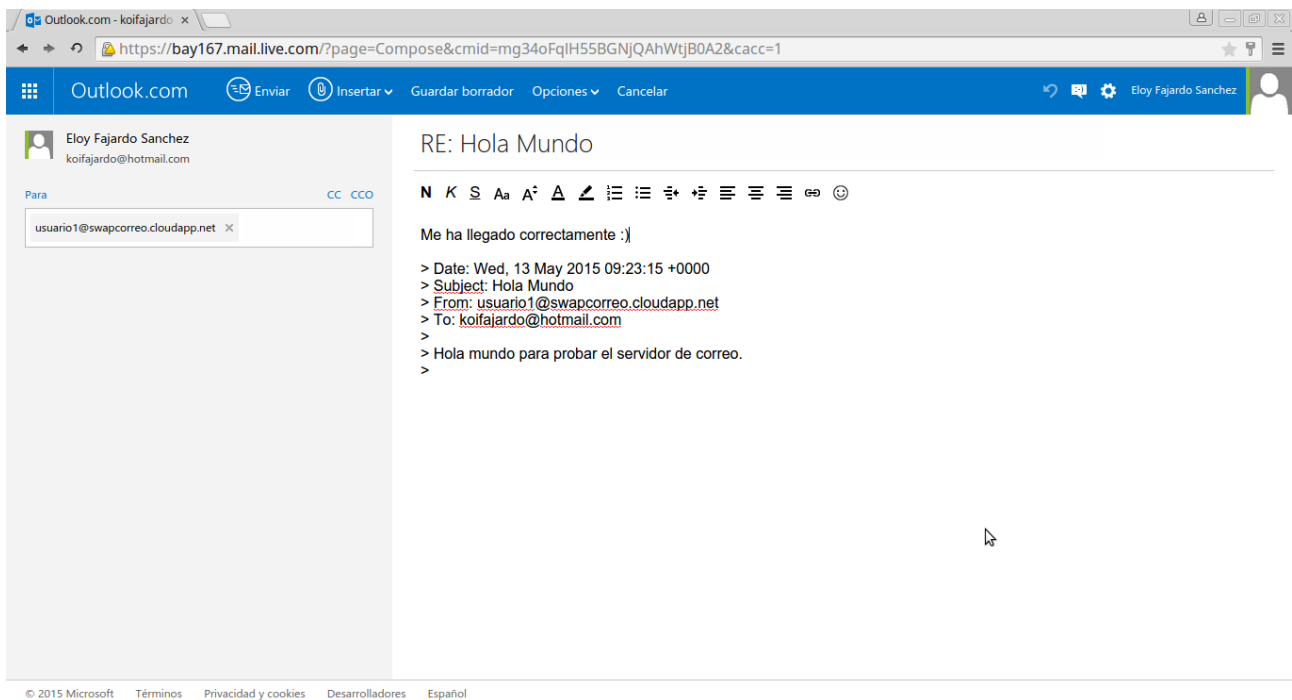 Outlook.com - koifajardo
https://bay167.mail.live.com/?page=Compose&cmid=mg34oFqlH55BGNjQAhWtjB0A2&cacc=1
Outlook.com Enviar Insertar Guardar borrador Opciones Cancelar Eloy Fajardo Sanchez
Eloy Fajardo Sanchez
koifajardo@hotmail.com
Para CC CCO
usuario1@swapcorreo.cloudapp.net
RE: Hola Mundo
N K S Aa A A
Me ha llegado correctamente :)
> Date: Wed, 13 May 2015 09:23:15 +0000
> Subject: Hola Mundo
> From: usuario1@swapcorreo.cloudapp.net
> To: koifajardo@hotmail.com
>
> Hola mundo para probar el servidor de correo.
>
© 2015 Microsoft Términos Privacidad y cookies Desarrolladores Español